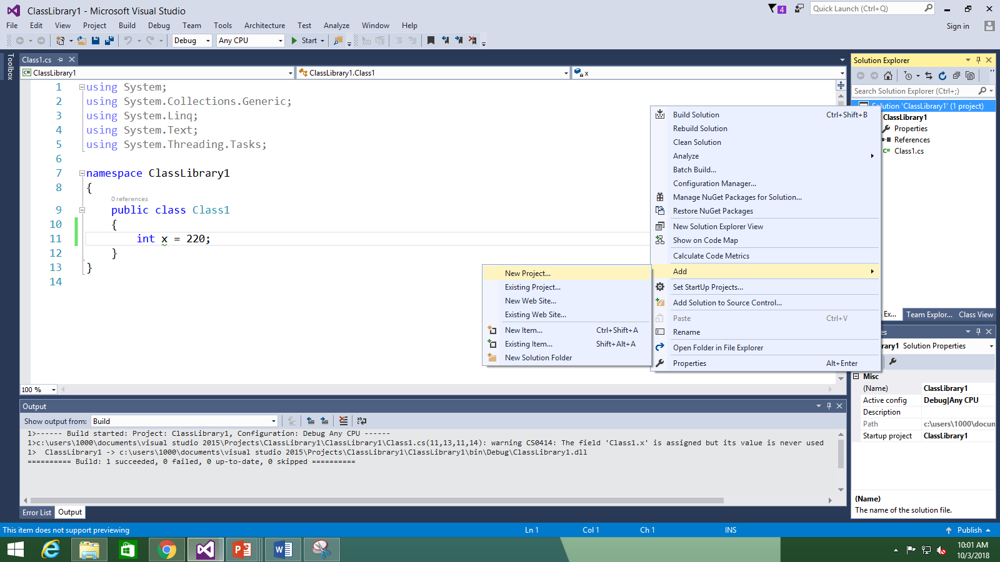 ClassLibrary1 - Microsoft Visual Studio
4
Quick Launch (Ctrl+Q)
File Edit View Project Build Debug Team Tools Architecture Test Analyze Window Help
Sign in
Debug Any CPU Start
Toolbox
Class1.cs
ClassLibrary1 ClassLibrary1.Class1 x
1 using System;
2 using System.Collections.Generic;
3 using System.Linq;
4 using System.Text;
5 using System.Threading.Tasks;
6
7 namespace ClassLibrary1
8 {
0 references
9 public class Class1
10 {
11 int x = 220;
12 }
13 }
14
100 %
Build Solution Ctrl+Shift+B
Rebuild Solution
Clean Solution
Analyze
Batch Build...
Configuration Manager...
Manage NuGet Packages for Solution...
Restore NuGet Packages
New Solution Explorer View
Show on Code Map
Calculate Code Metrics
Add
Set StartUp Projects...
Add Solution to Source Control...
Paste Ctrl+V
Rename
Open Folder in File Explorer
Properties Alt+Enter
New Project...
Existing Project...
New Web Site...
Existing Web Site...
New Item... Ctrl+Shift+A
Existing Item... Shift+Alt+A
New Solution Folder
Solution Explorer
Search Solution Explorer (Ctrl+;)
Solution 'ClassLibrary1' (1 project)
ClassLibrary1
Properties
References
C# Class1.cs
Ex... Team Explor... Class View
es
rary1 Solution Properties
Misc
(Name) ClassLibrary1
Active config Debug|Any CPU
Description
Path c:\users\1000\docun
Startup project ClassLibrary1
(Name)
The name of the solution file.
Output
Show output from: Build
1>------ Build started: Project: ClassLibrary1, Configuration: Debug Any CPU ------
1>c:\users\1000\documents\visual studio 2015\Projects\ClassLibrary1\ClassLibrary1\Class1.cs(11,13,11,14): warning CS0414: The field 'Class1.x' is assigned but its value is never used
1>  ClassLibrary1 -> c:\users\1000\documents\visual studio 2015\Projects\ClassLibrary1\ClassLibrary1\bin\Debug\ClassLibrary1.dll
========== Build: 1 succeeded, 0 failed, 0 up-to-date, 0 skipped ==========
Error List Output
This item does not support previewing Ln 1 Col 1 Ch 1 INS Publish
10:01 AM
10/3/2018